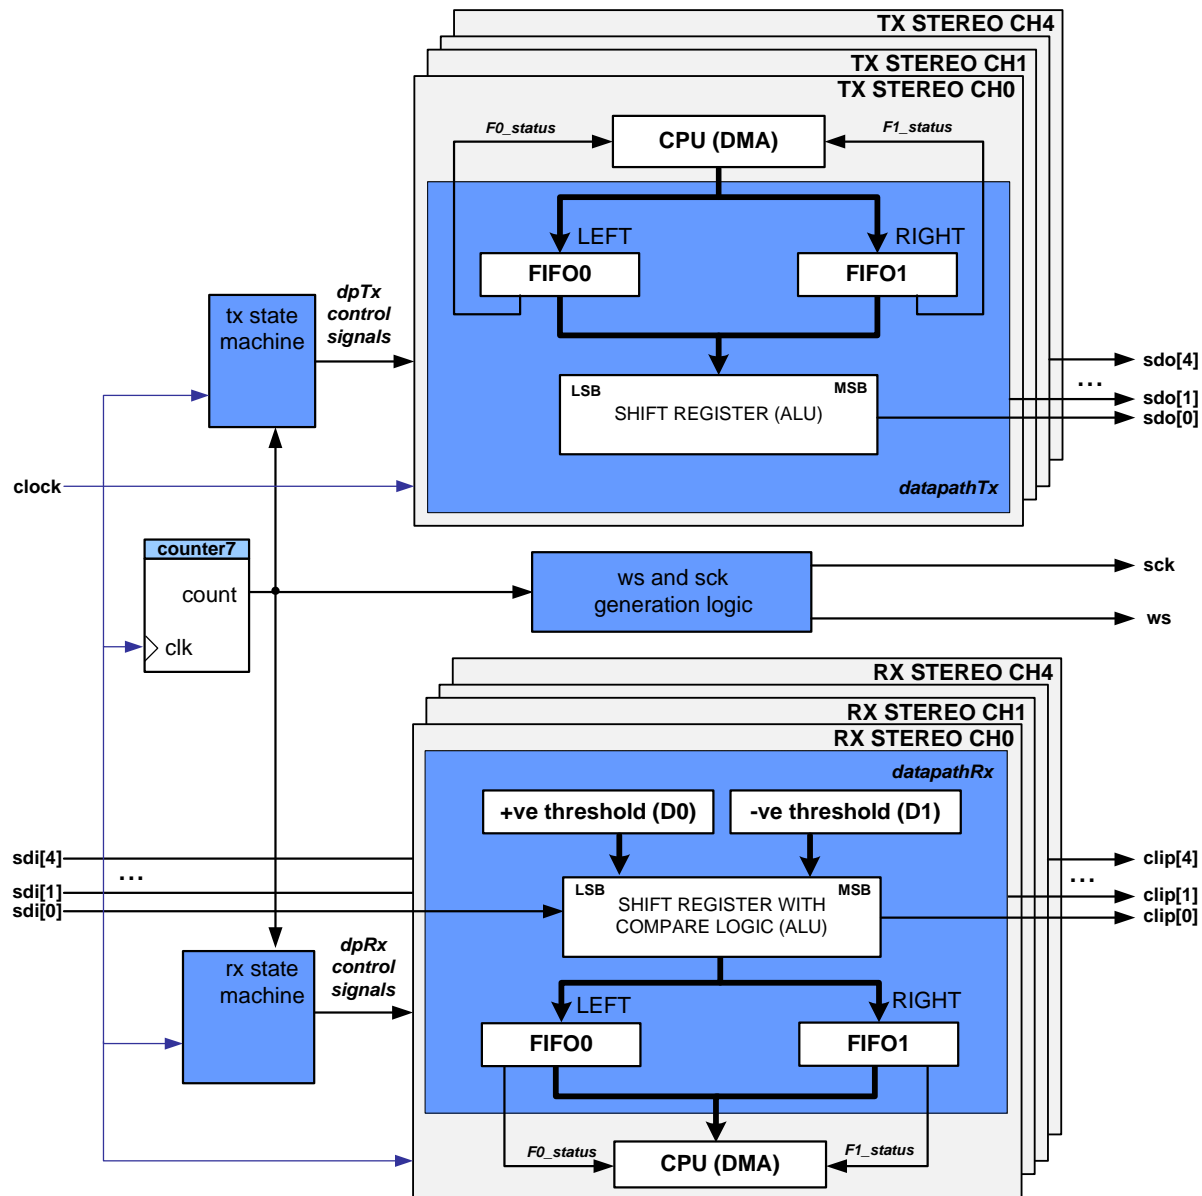 TX STEREO CH4
TX STEREO CH1
TX STEREO CH0
F0_status
CPU (DMA)
F1_status
LEFT
RIGHT
FIFO0
FIFO1
dpTx
control
signals
tx state
machine
LSB
MSB
SHIFT REGISTER (ALU)
sdo[4]
...
sdo[1]
sdo[0]
clock
datapathTx
counter7
count
clk
ws and sck
generation logic
sck
ws
RX STEREO CH4
RX STEREO CH1
RX STEREO CH0
datapathRx
+ve threshold (D0)
-ve threshold (D1)
sdi[4]
...
sdi[1]
sdi[0]
LSB
MSB
SHIFT REGISTER WITH
COMPARE LOGIC (ALU)
clip[4]
...
clip[1]
clip[0]
rx state
machine
dpRx
control
signals
LEFT
RIGHT
FIFO0
FIFO1
F0_status
CPU (DMA)
F1_status